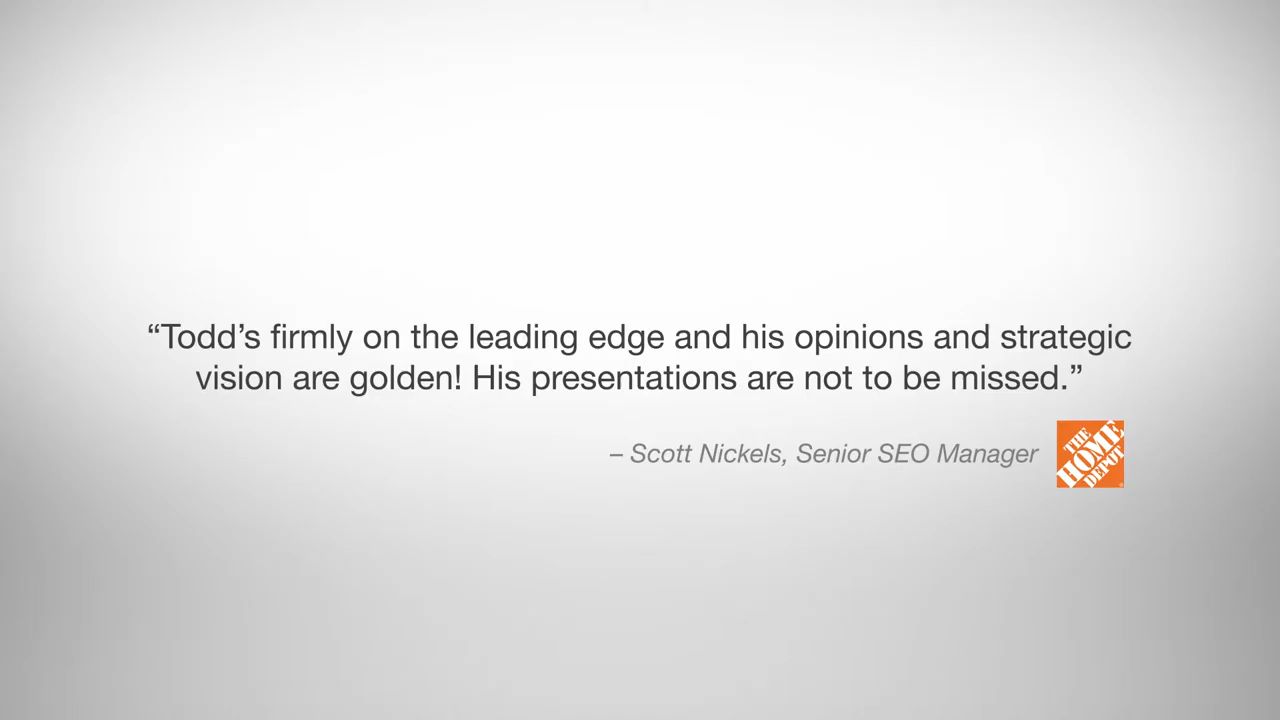 “Todd’s firmly on the leading edge and his opinions and strategic
vision are golden! His presentations are not to be missed.”
– Scott Nickels, Senior SEO Manager
THE
HOME
DEPOT